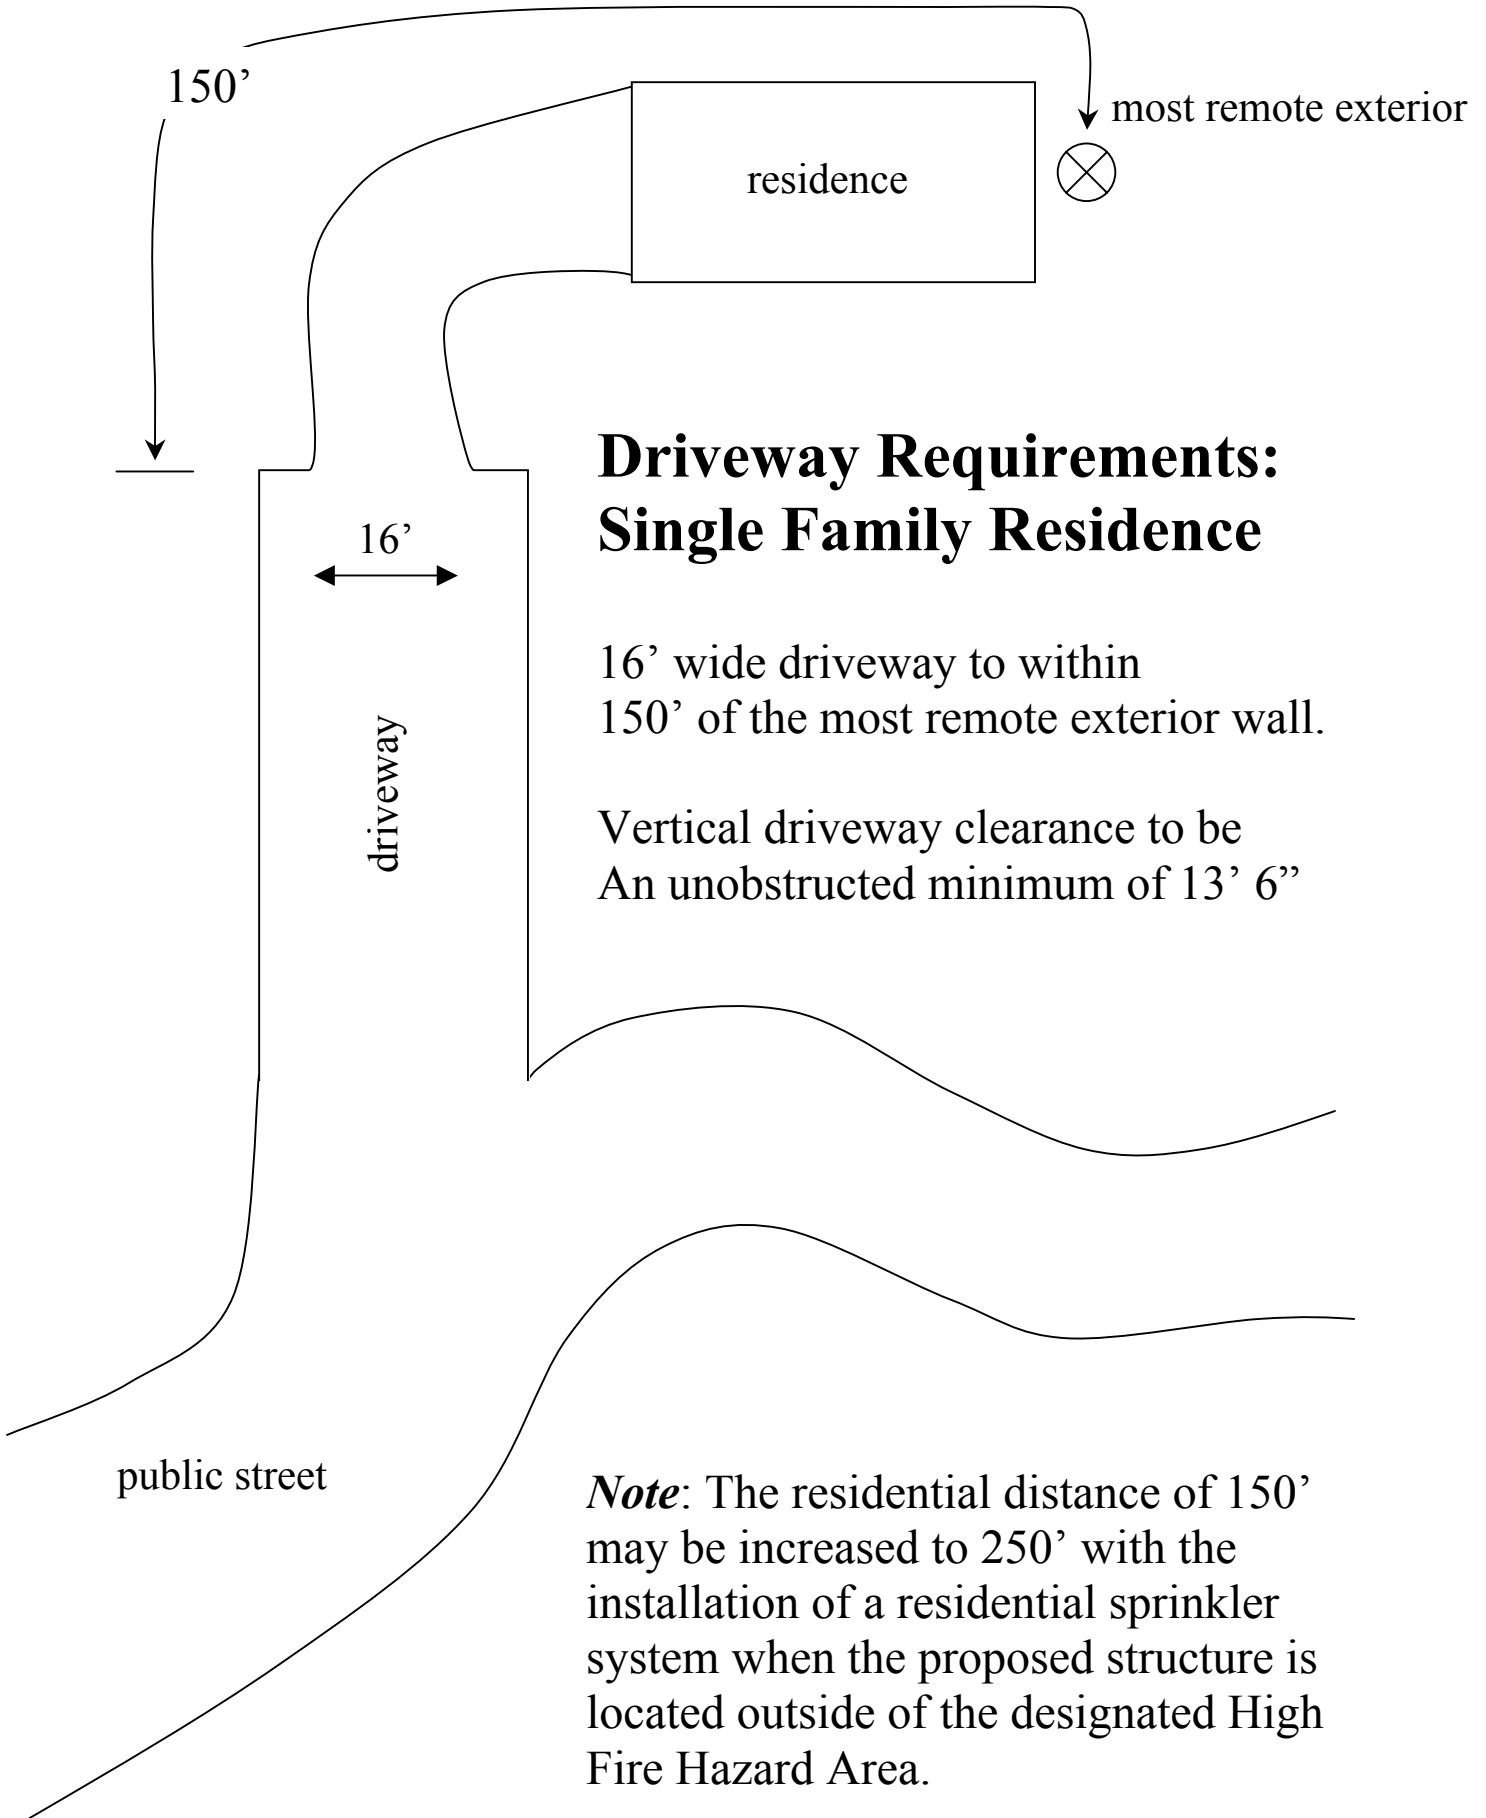 150’
most remote exterior
residence
Driveway Requirements:
Single Family Residence
16’
16’ wide driveway to within
150’ of the most remote exterior wall.
driveway
Vertical driveway clearance to be
An unobstructed minimum of 13’ 6”
public street
Note: The residential distance of 150’
may be increased to 250’ with the
installation of a residential sprinkler
system when the proposed structure is
located outside of the designated High
Fire Hazard Area.